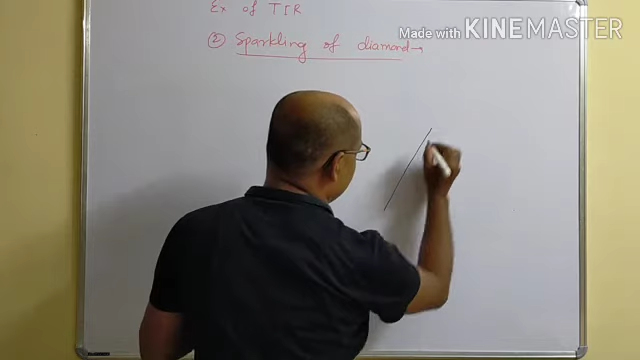 Ex of TIR
② Sparkling of diamond→
Made with KINEMASTER